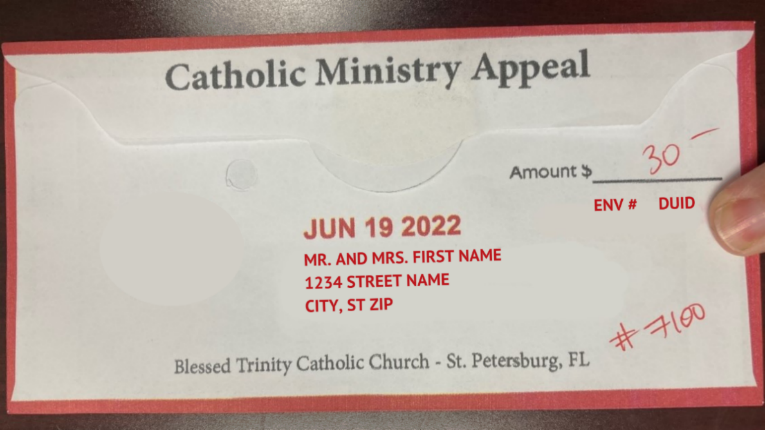 Catholic Ministry Appeal
Amount $ 30-
ENV # DUID
JUN 19 2022
MR. AND MRS. FIRST NAME
1234 STREET NAME
CITY, ST ZIP
# 7100
Blessed Trinity Catholic Church - St. Petersburg, FL